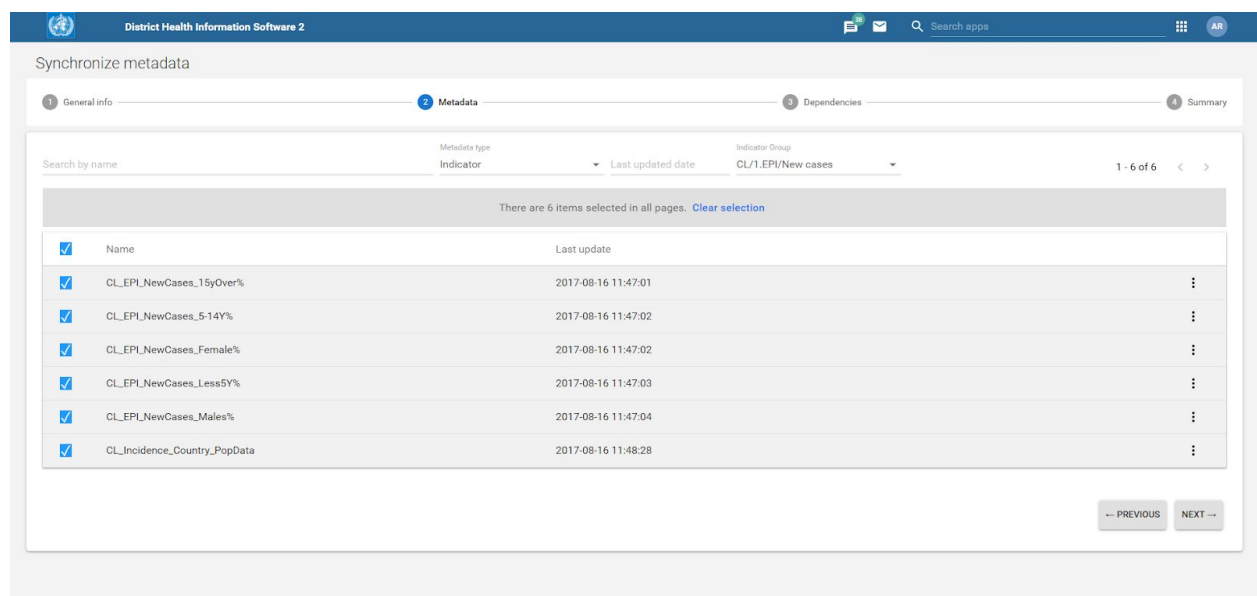 District Health Information Software 2 38 Search apps AR
Synchronize metadata
1 General info 2 Metadata 3 Dependencies 4 Summary
Metadata type Indicator Group
Search by name Indicator Last updated date CL/1.EPI/New cases 1 - 6 of 6 < >
There are 6 items selected in all pages. Clear selection
Name Last update
CL_EPI_NewCases_15yOver% 2017-08-16 11:47:01
CL_EPI_NewCases_5-14Y% 2017-08-16 11:47:02
CL_EPI_NewCases_Female% 2017-08-16 11:47:02
CL_EPI_NewCases_Less5Y% 2017-08-16 11:47:03
CL_EPI_NewCases_Males% 2017-08-16 11:47:04
CL_Incidence_Country_PopData 2017-08-16 11:48:28
← PREVIOUS NEXT →